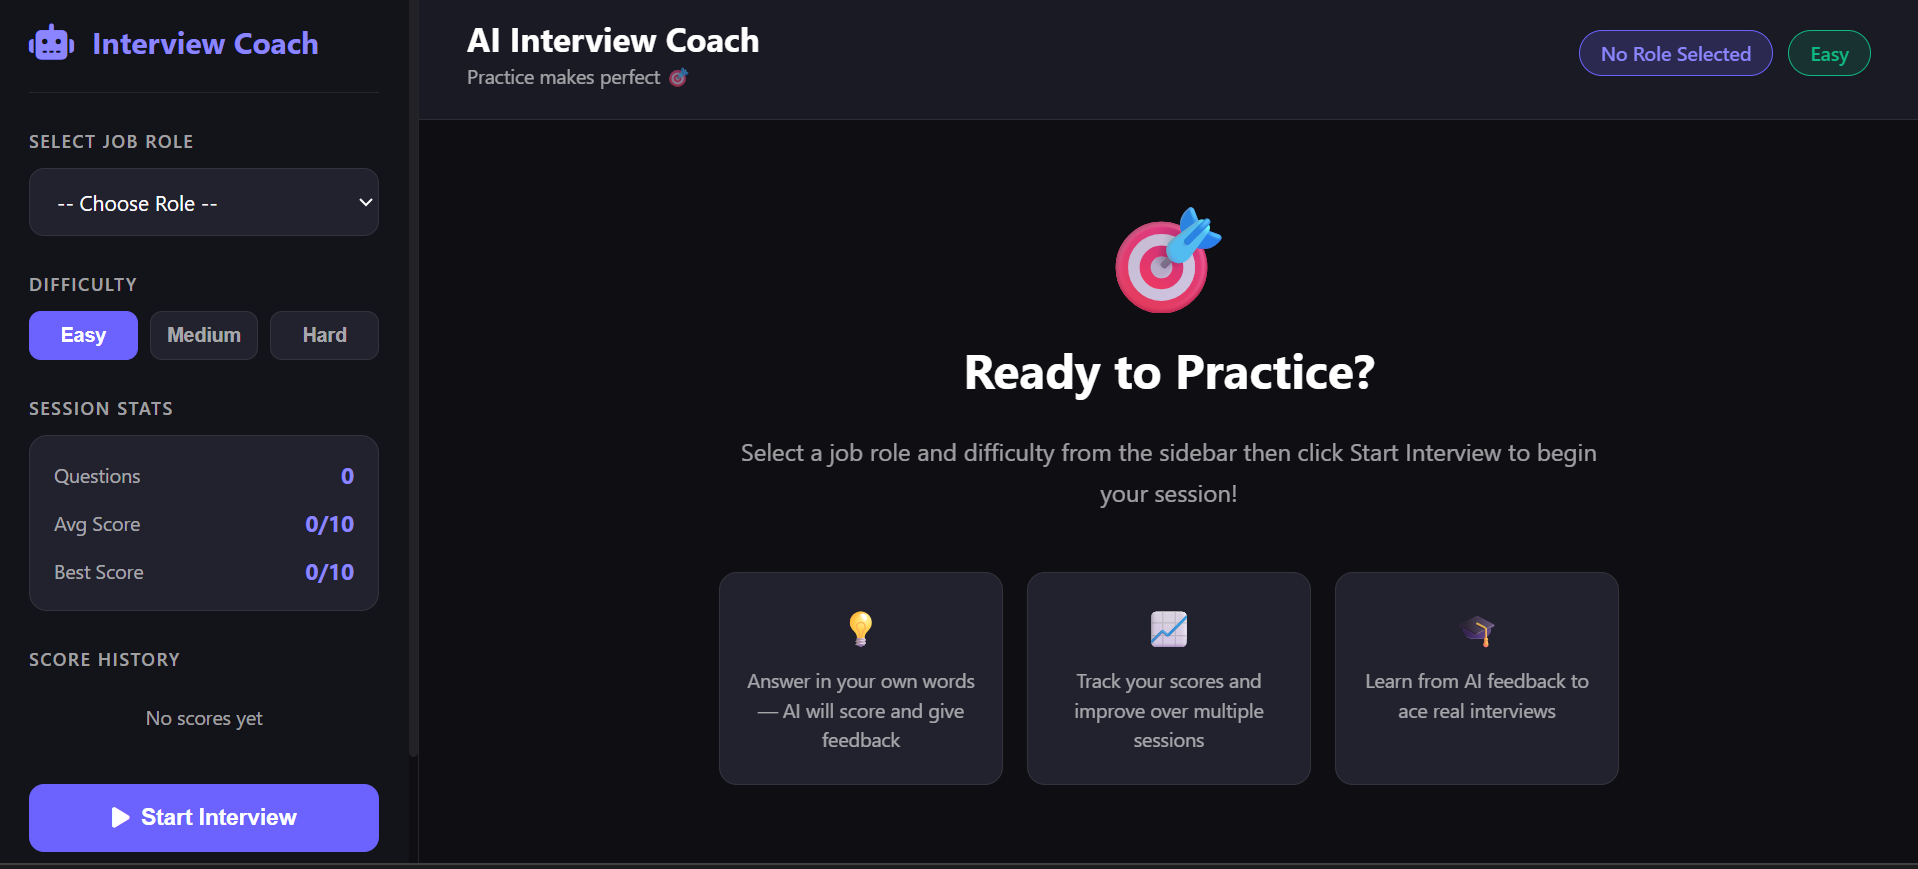 Interview Coach
SELECT JOB ROLE
-- Choose Role --
DIFFICULTY
Easy
Medium
Hard
SESSION STATS
Questions 0
Avg Score 0/10
Best Score 0/10
SCORE HISTORY
No scores yet
Start Interview
AI Interview Coach
Practice makes perfect 🎯
No Role Selected
Easy
Ready to Practice?
Select a job role and difficulty from the sidebar then click Start Interview to begin
your session!
Answer in your own words
— AI will score and give
feedback
Track your scores and
improve over multiple
sessions
Learn from AI feedback to
ace real interviews